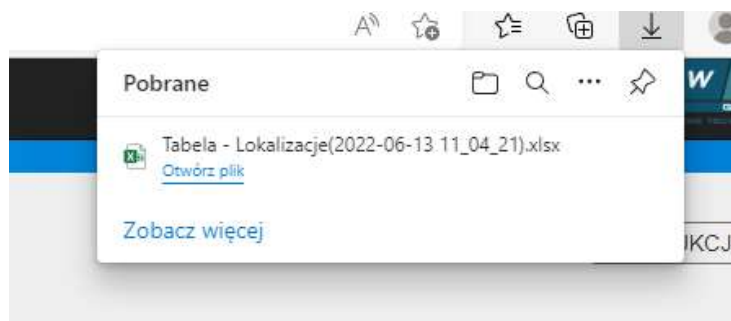 Pobrane
W
Tabela - Lokalizacje(2022-06-13 11_04_21).xlsx
Otwórz plik
Zobacz więcej